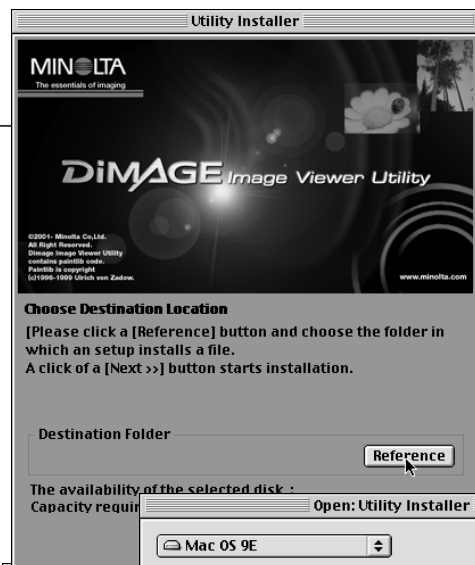 Utility Installer
MINOLTA
The essentials of imaging
DiMAGE Image Viewer Utility
©2001- Minolta Co,Ltd.
All Right Reserved.
Dimage Image Viewer Utility
contains paintlib code.
Paintlib is copyright
(c)1996-1999 Ulrich von Zadow.
www.minolta.com
Choose Destination Location
[Please click a [Reference] button and choose the folder in
which an setup installs a file.
A click of a [Next >>] button starts installation.
Destination Folder
Reference
The availability of the selected disk :
Capacity requir
Open: Utility Installer
Mac OS 9E